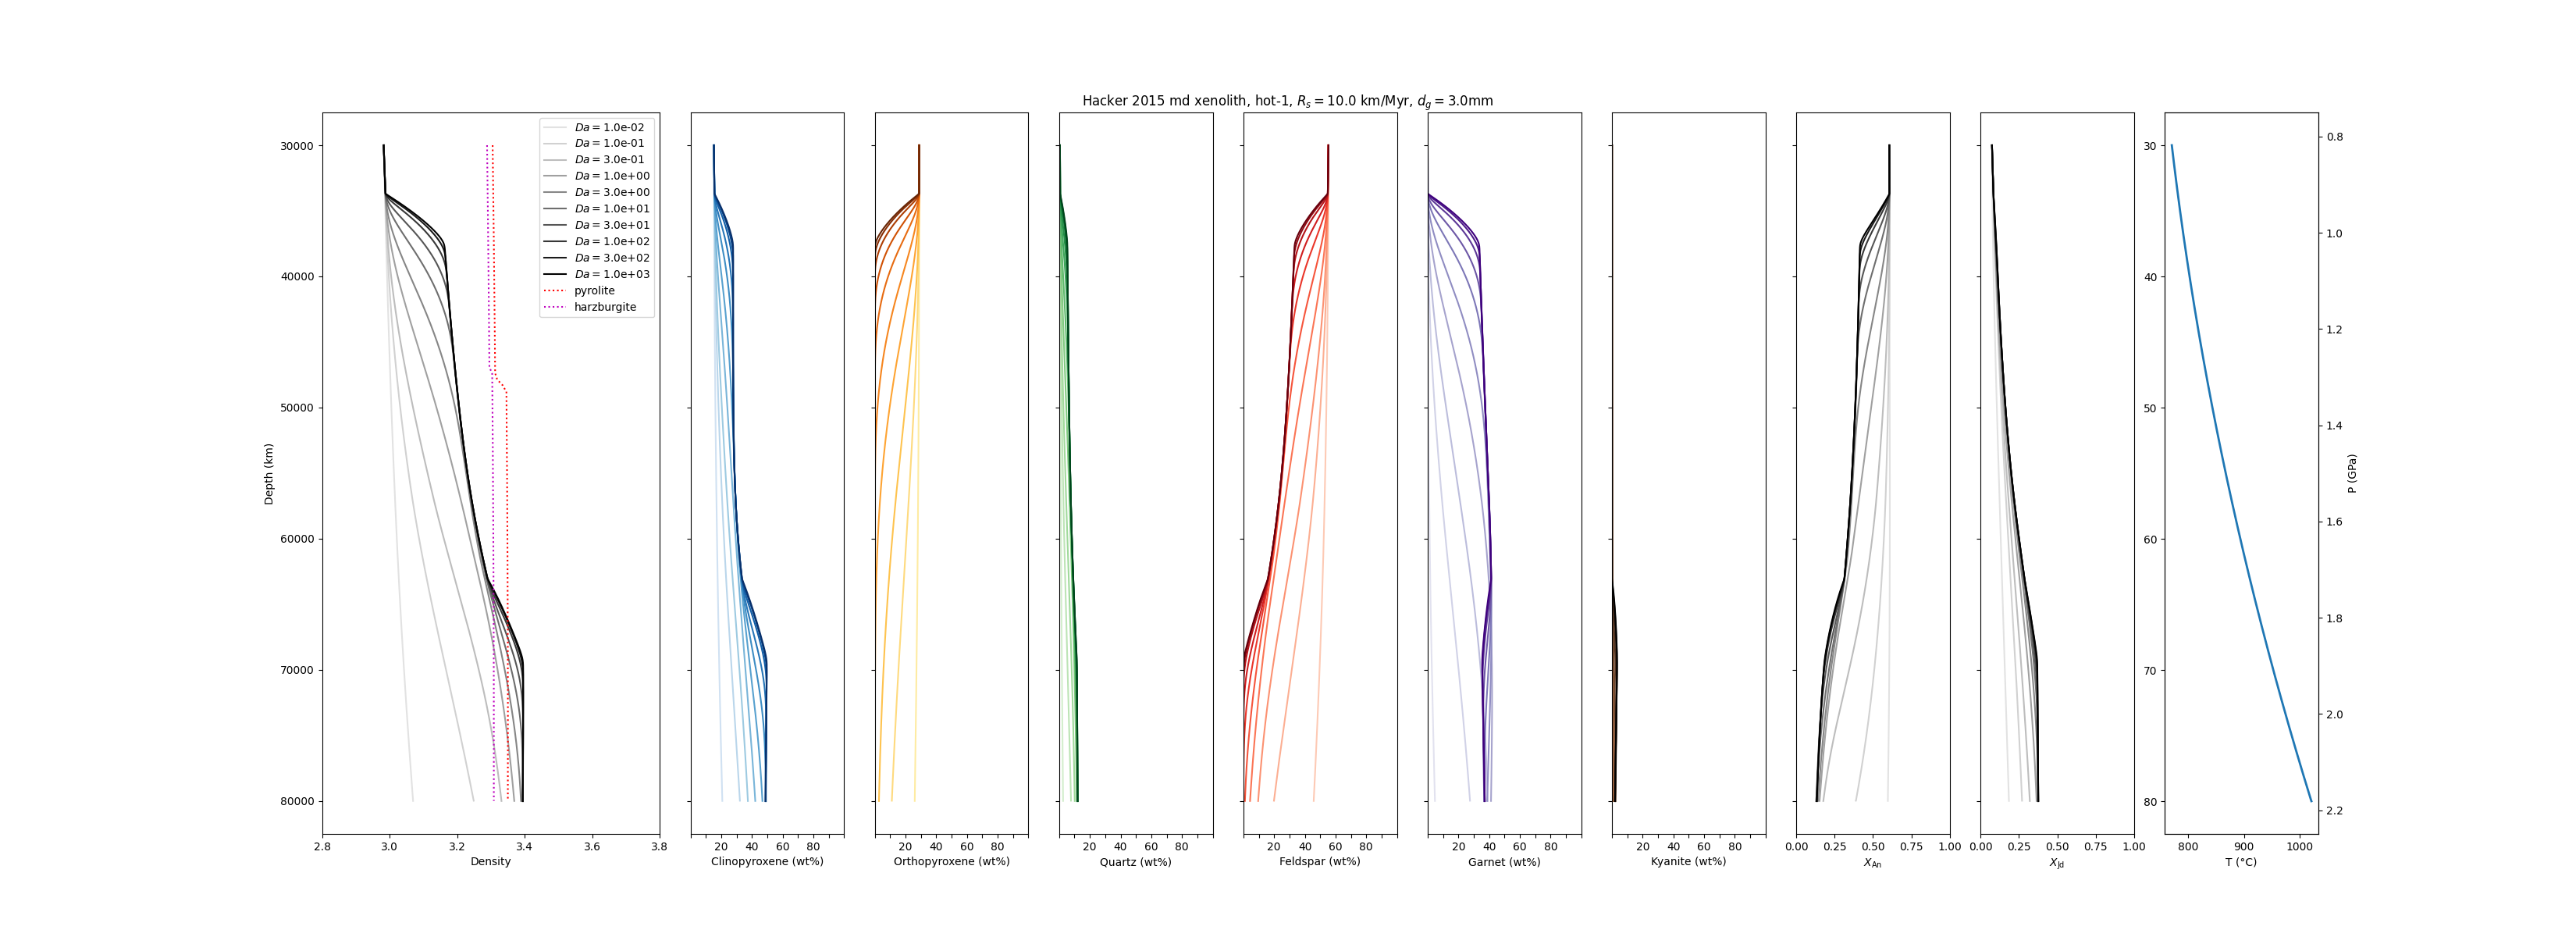 Hacker 2015 md xenolith, hot-1, Rₛ = 10.0 km/Myr, d_g = 3.0mm
Da = 1.0e-02
Da = 1.0e-01
Da = 3.0e-01
Da = 1.0e+00
Da = 3.0e+00
Da = 1.0e+01
Da = 3.0e+01
Da = 1.0e+02
Da = 3.0e+02
Da = 1.0e+03
pyrolite
harzburgite
Depth (km)
30000
40000
50000
60000
70000
80000
2.8 3.0 3.2 3.4 3.6 3.8
Density
20 40 60 80
Clinopyroxene (wt%)
20 40 60 80
Orthopyroxene (wt%)
20 40 60 80
Quartz (wt%)
20 40 60 80
Feldspar (wt%)
20 40 60 80
Garnet (wt%)
20 40 60 80
Kyanite (wt%)
0.00 0.25 0.50 0.75 1.00
X_An
0.00 0.25 0.50 0.75 1.00
X_Jd
30
40
50
60
70
80
800 900 1000
T (°C)
0.8
1.0
1.2
1.4
1.6
1.8
2.0
2.2
P (GPa)